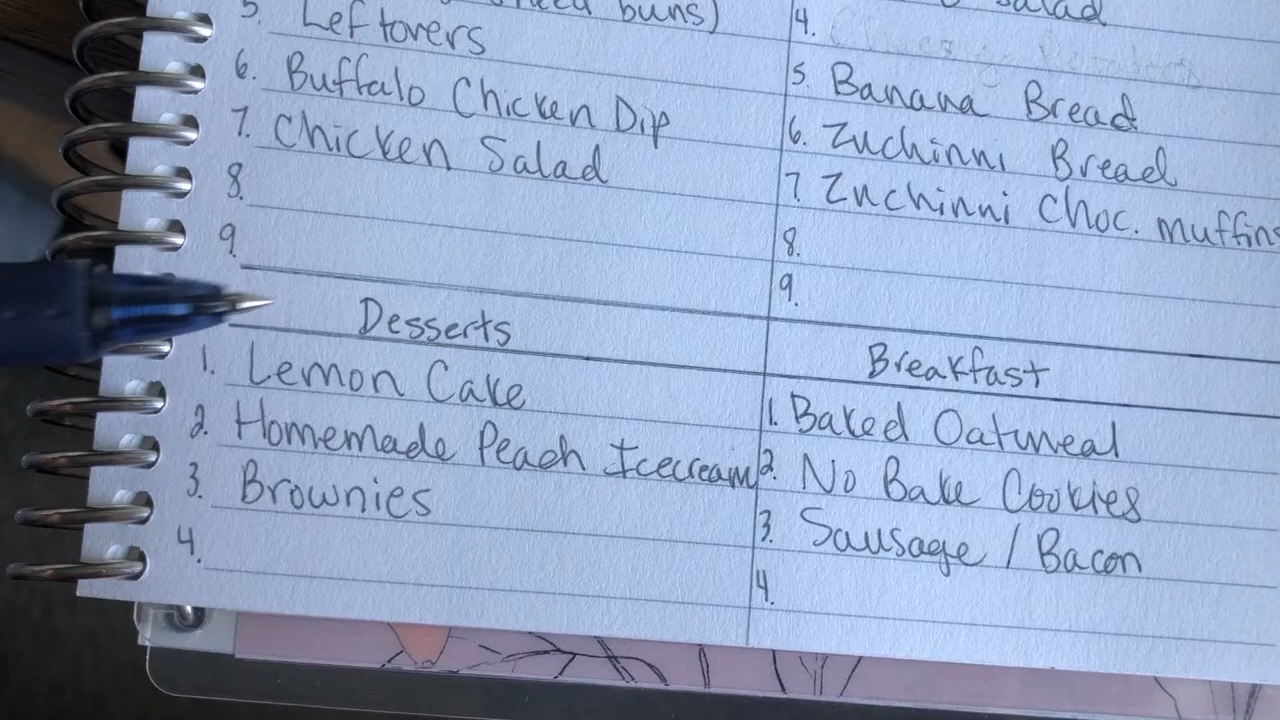 buns)
5. Leftovers
6. Buffalo Chicken Dip
7. Chicken Salad
8.
9.
Salad
4.
5. Banana Bread
6. Zuchinni Bread
7. Zuchinni Choc. muffins
8.
9.
Desserts
1. Lemon Cake
2. Homemade Peach Icecream
3. Brownies
4.
Breakfast
1. Baked Oatmeal
2. No Bake Cookies
3. Sausage / Bacon
4.